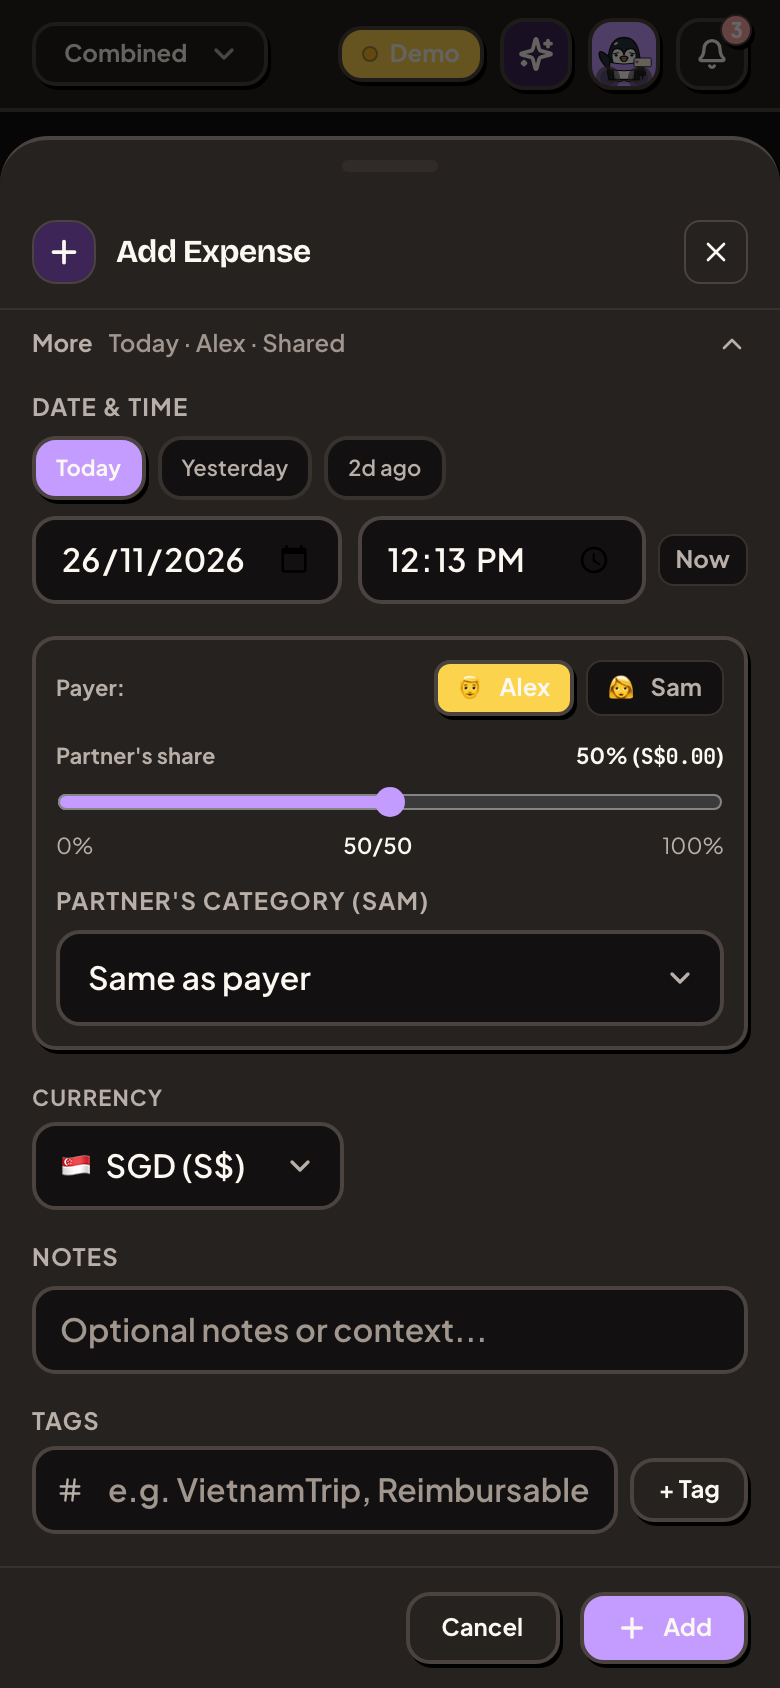 Combined
Demo
3
Add Expense
More Today · Alex · Shared
DATE & TIME
Today Yesterday 2d ago
26/11/2026 12:13 PM Now
Payer: Alex Sam
Partner's share 50% (S$0.00)
0% 50/50 100%
PARTNER'S CATEGORY (SAM)
Same as payer
CURRENCY
SGD (S$)
NOTES
Optional notes or context...
TAGS
# e.g. VietnamTrip, Reimbursable + Tag
Cancel + Add